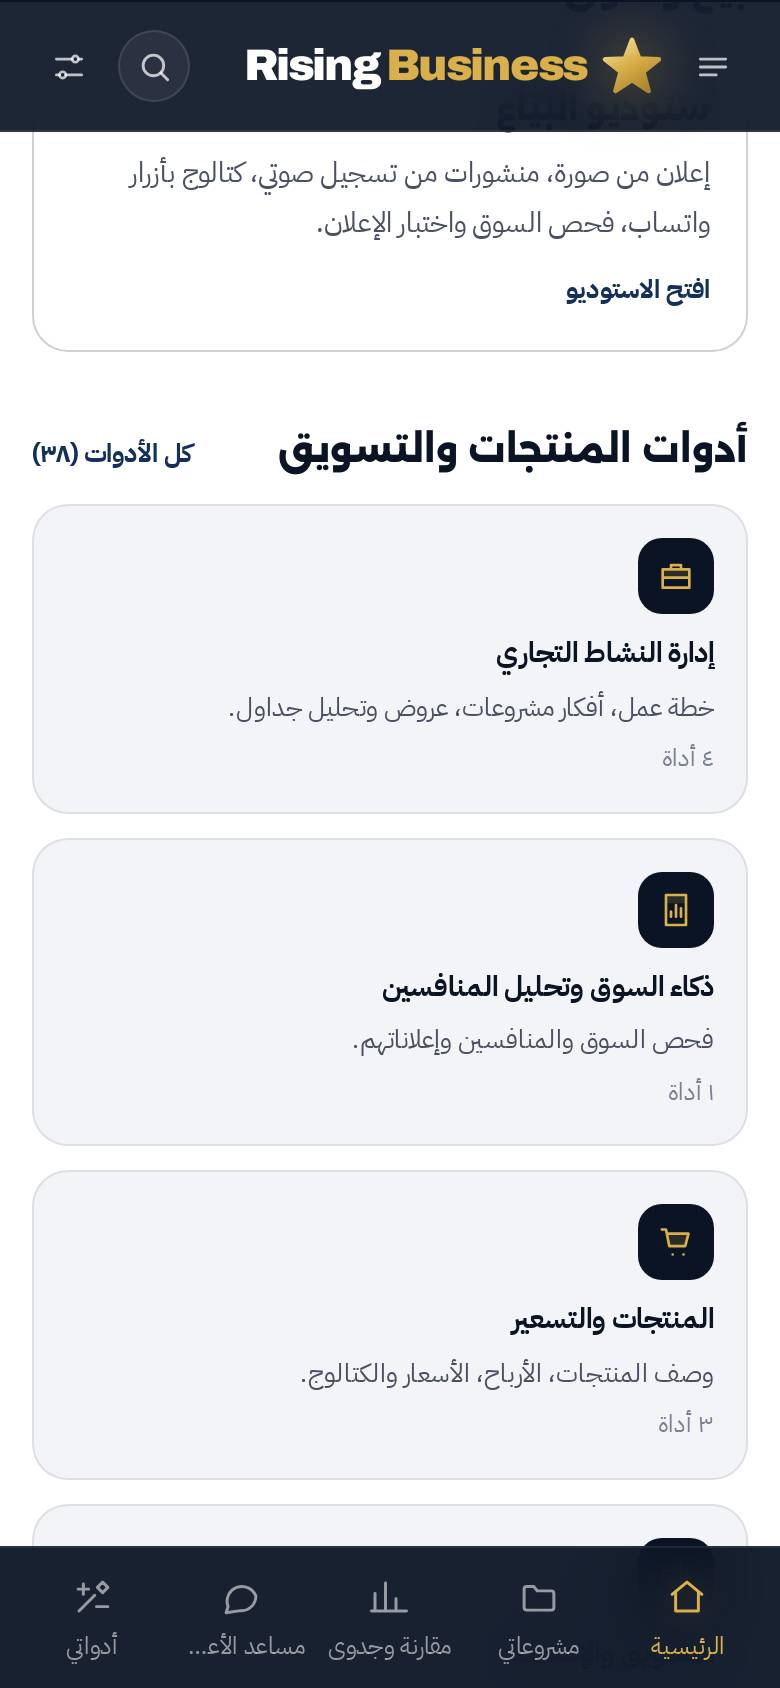 Rising Business
ستوديو البياع
إعلان من صورة، منشورات من تسجيل صوتي، كتالوج بأزرار
واتساب، فحص السوق واختبار الإعلان.
افتح الاستوديو
أدوات المنتجات والتسويق
كل الأدوات (٣٨)
إدارة النشاط التجاري
خطة عمل، أفكار مشروعات، عروض وتحليل جداول.
٤ أداة
ذكاء السوق وتحليل المنافسين
فحص السوق والمنافسين وإعلاناتهم.
١ أداة
المنتجات والتسعير
وصف المنتجات، الأرباح، الأسعار والكتالوج.
٣ أداة
الرئيسية
مشروعاتي
مقارنة وجدوى
مساعد الأعـ...
أدواتي